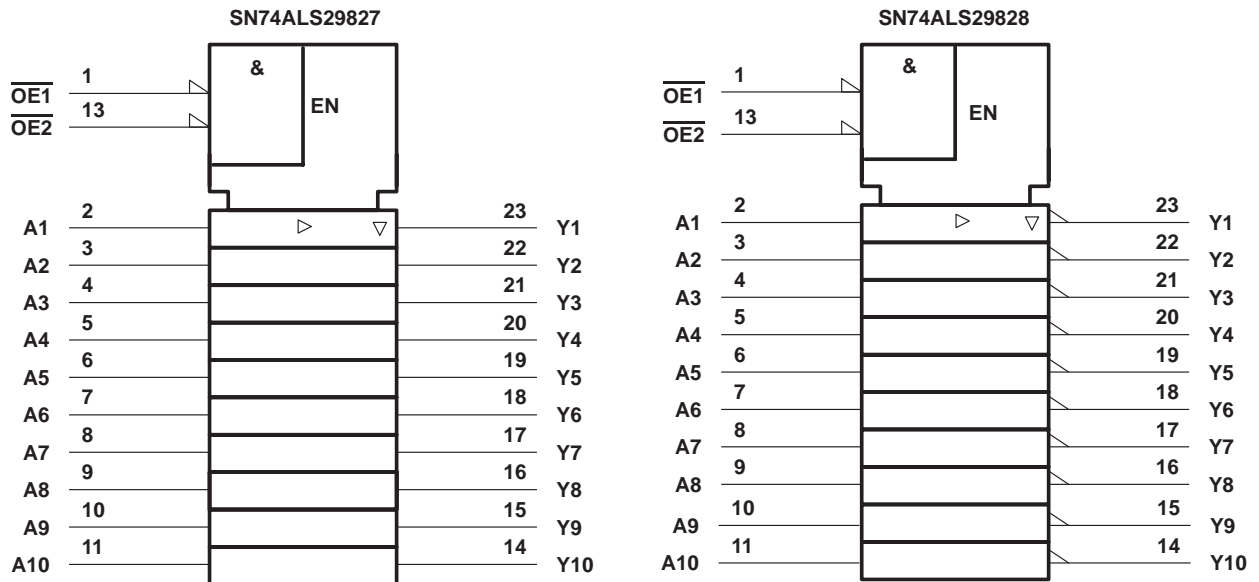 SN74ALS29827
&
EN
1
O̅E̅1̅
13
O̅E̅2̅
A1 2 23 Y1
A2 3 22 Y2
A3 4 21 Y3
A4 5 20 Y4
A5 6 19 Y5
A6 7 18 Y6
A7 8 17 Y7
A8 9 16 Y8
A9 10 15 Y9
A10 11 14 Y10
SN74ALS29828
&
EN
1
O̅E̅1̅
13
O̅E̅2̅
A1 2 23 Y1
A2 3 22 Y2
A3 4 21 Y3
A4 5 20 Y4
A5 6 19 Y5
A6 7 18 Y6
A7 8 17 Y7
A8 9 16 Y8
A9 10 15 Y9
A10 11 14 Y10